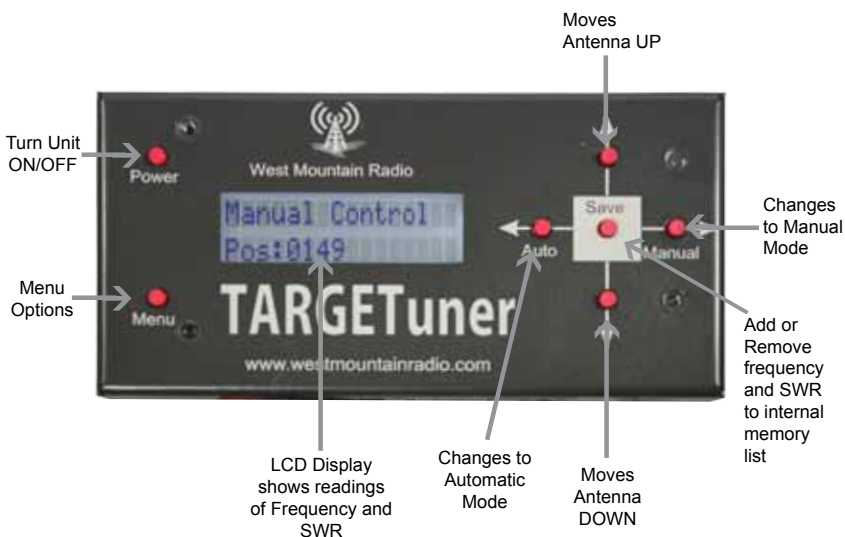 Moves
Antenna UP
Turn Unit
ON/OFF
Power
West Mountain Radio
Manual Control
Pos:0149
Save
Auto
Manual
Changes
to Manual
Mode
Menu
Options
Menu
TARGETuner
www.westmountainradio.com
Add or
Remove
frequency
and SWR
to internal
memory
list
LCD Display
shows readings
of Frequency and
SWR
Changes to
Automatic
Mode
Moves
Antenna
DOWN